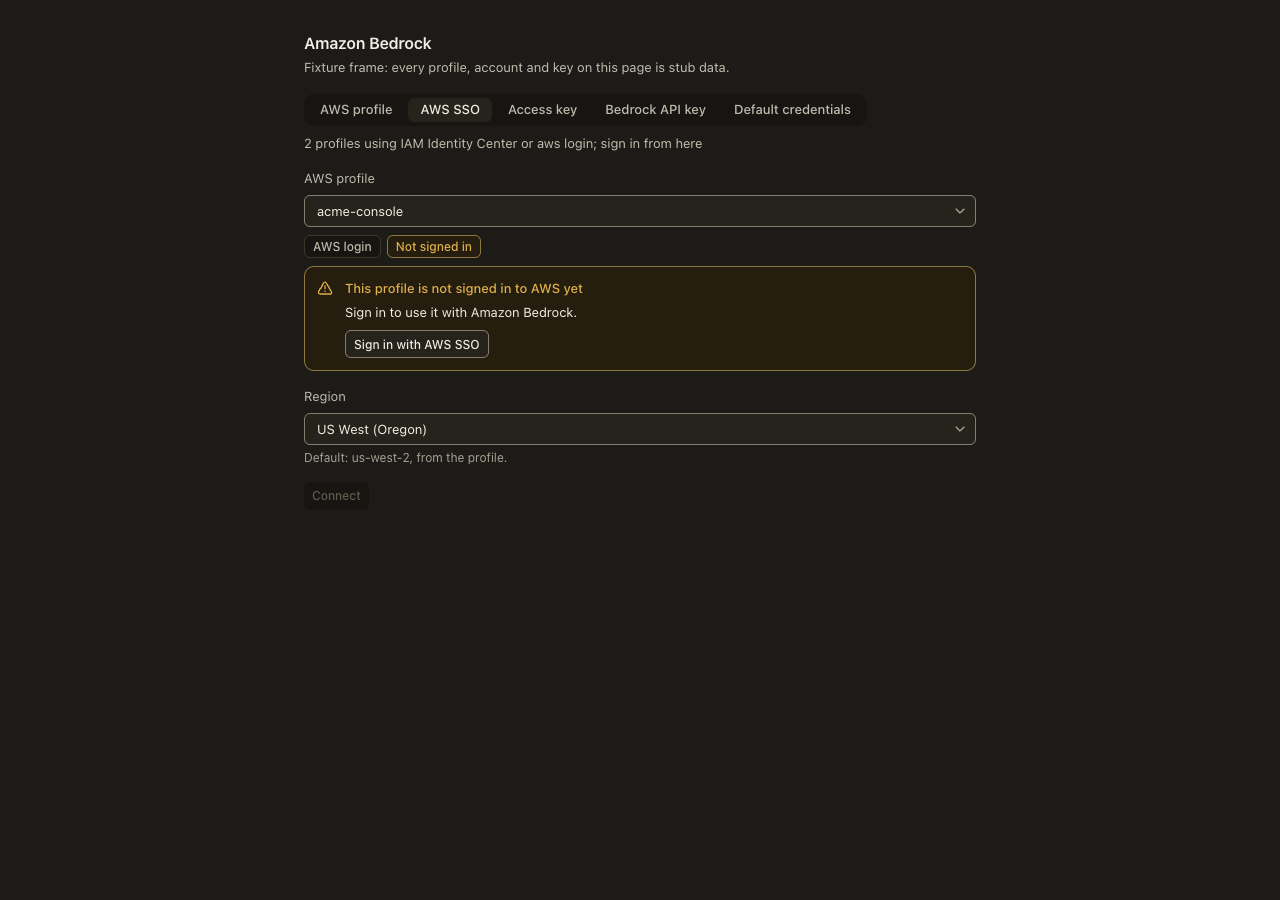 Amazon Bedrock
Fixture frame: every profile, account and key on this page is stub data.
AWS profile AWS SSO Access key Bedrock API key Default credentials
2 profiles using IAM Identity Center or aws login; sign in from here
AWS profile
acme-console
AWS login Not signed in
This profile is not signed in to AWS yet
Sign in to use it with Amazon Bedrock.
Sign in with AWS SSO
Region
US West (Oregon)
Default: us-west-2, from the profile.
Connect